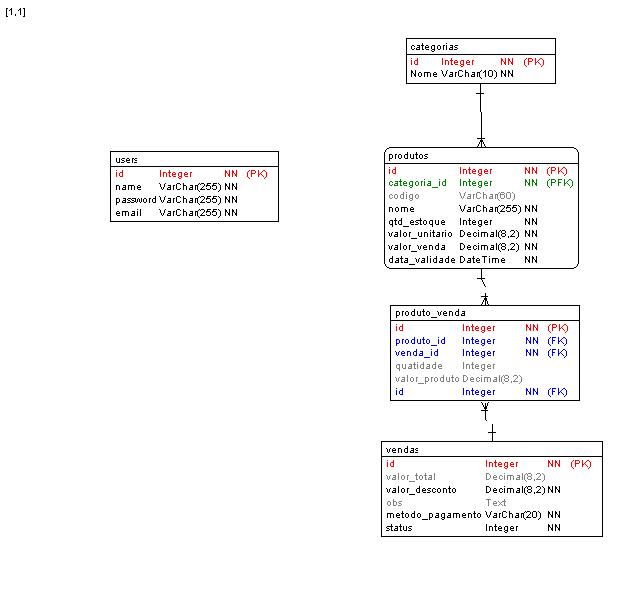 [1,1]
categorias
id Integer NN (PK)
Nome VarChar(10) NN
users
id Integer NN (PK)
name VarChar(255) NN
password VarChar(255) NN
email VarChar(255) NN
produtos
id Integer NN (PK)
categoria_id Integer NN (PFK)
codigo VarChar(60)
nome VarChar(255) NN
qtd_estoque Integer NN
valor_unitario Decimal(8,2) NN
valor_venda Decimal(8,2) NN
data_validade DateTime NN
produto_venda
id Integer NN (PK)
produto_id Integer NN (FK)
venda_id Integer NN (FK)
quatidade Integer
valor_produto Decimal(8,2)
id Integer NN (FK)
vendas
id Integer NN (PK)
valor_total Decimal(8,2)
valor_desconto Decimal(8,2) NN
obs Text
metodo_pagamento VarChar(20) NN
status Integer NN